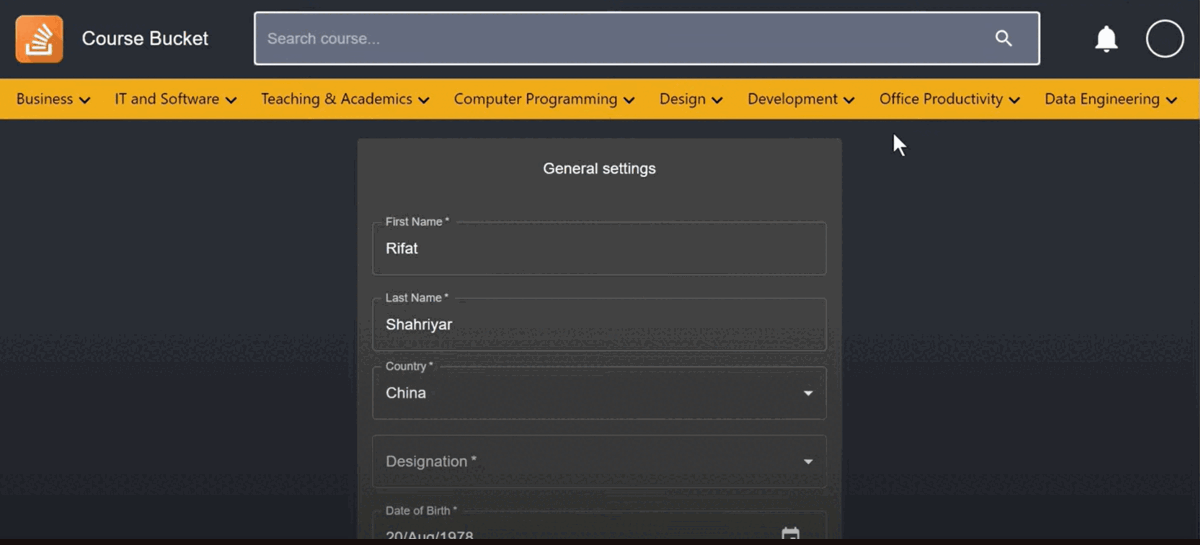 Course Bucket
Search course...
Business IT and Software Teaching & Academics Computer Programming Design Development Office Productivity Data Engineering
General settings
First Name *
Rifat
Last Name *
Shahriyar
Country *
China
Designation *
Date of Birth *
20/Aug/1978